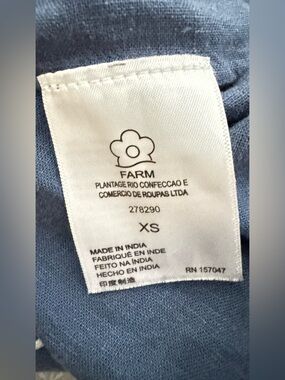 FARM
PLANTAGE RIO CONFECCAO E
COMERCIO DE ROUPAS LTDA
278290
XS
MADE IN INDIA
FABRIQUÉ EN INDE
FEITO NA ÍNDIA
HECHO EN INDIA
印度制造
RN 157047